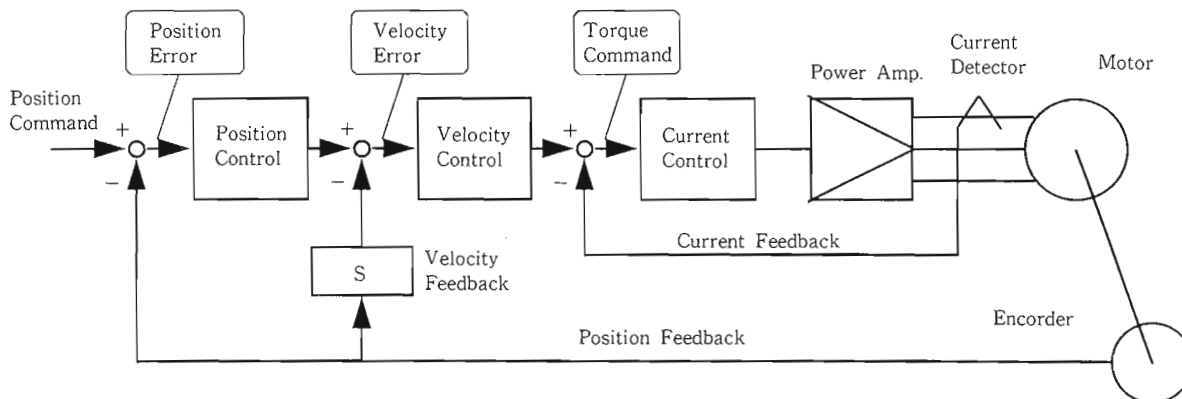 Position
Error
Velocity
Error
Torque
Command
Current
Detector
Motor
Power Amp.
Position
Command
+
−
Position
Control
+
−
Velocity
Control
+
−
Current
Control
Current Feedback
S
Velocity
Feedback
Encorder
Position Feedback